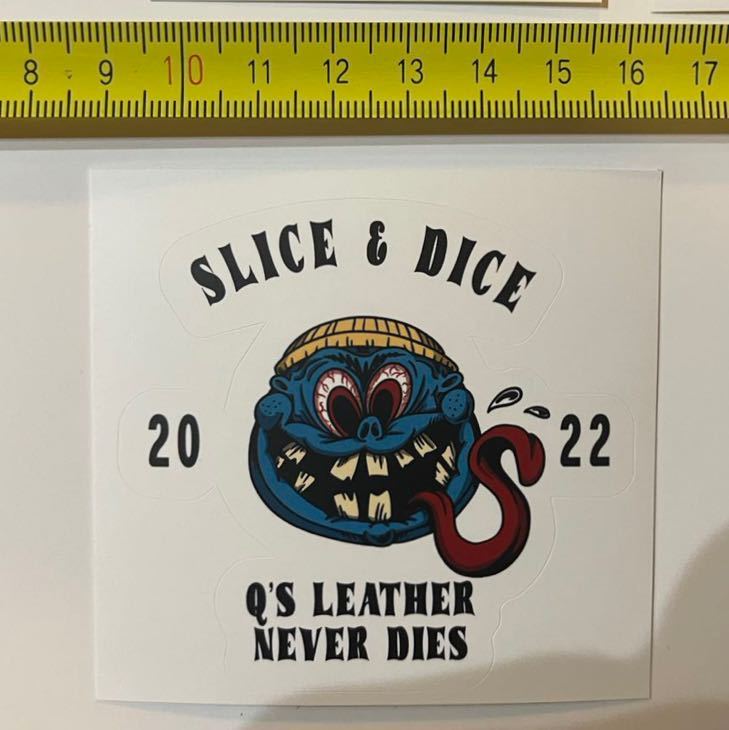 8 9 10 11 12 13 14 15 16 17
SLICE & DICE
20 22
Q'S LEATHER
NEVER DIES